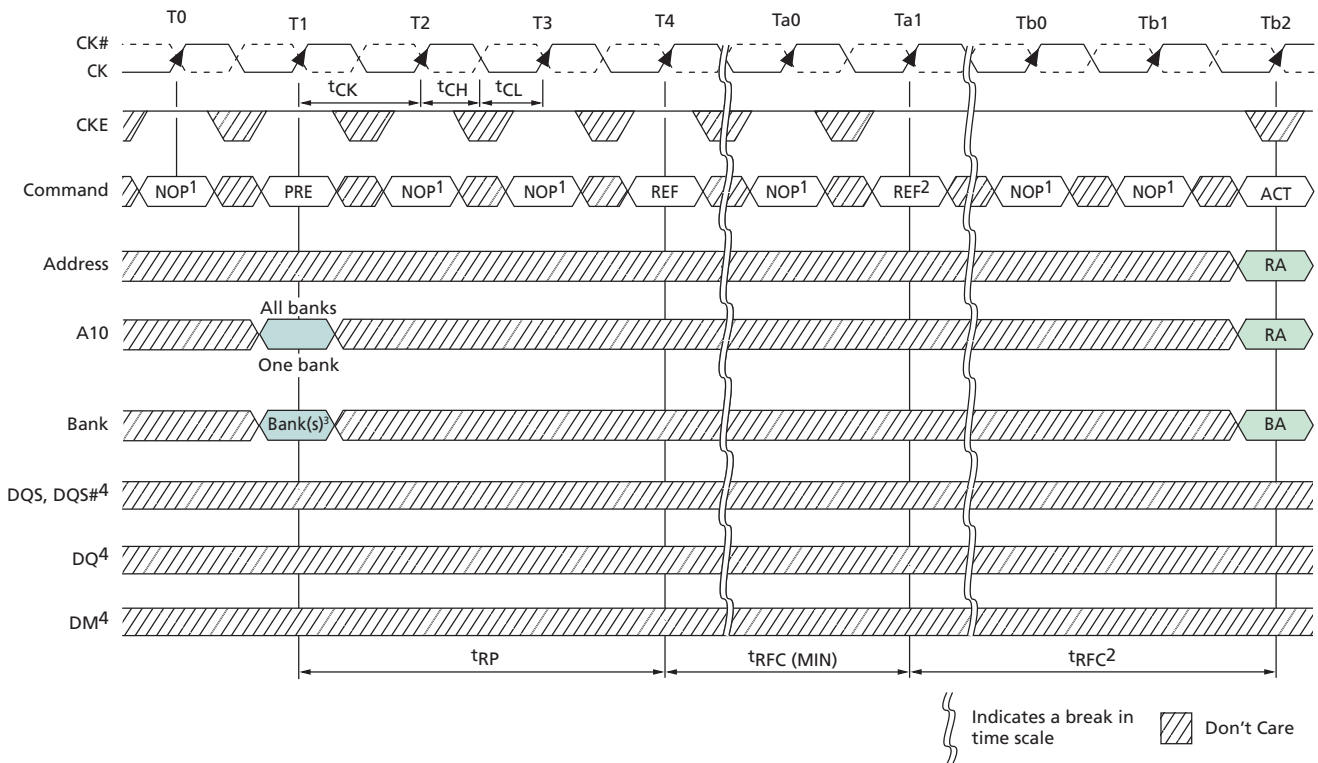 T0 T1 T2 T3 T4 Ta0 Ta1 Tb0 Tb1 Tb2
CK#
CK
tCK tCH tCL
CKE
Command NOP1 PRE NOP1 NOP1 REF NOP1 REF2 NOP1 NOP1 ACT
Address RA
All banks
A10 RA
One bank
Bank Bank(s)3 BA
DQS, DQS#4
DQ4
DM4
tRP tRFC (MIN) tRFC2
Indicates a break in
time scale
Don't Care